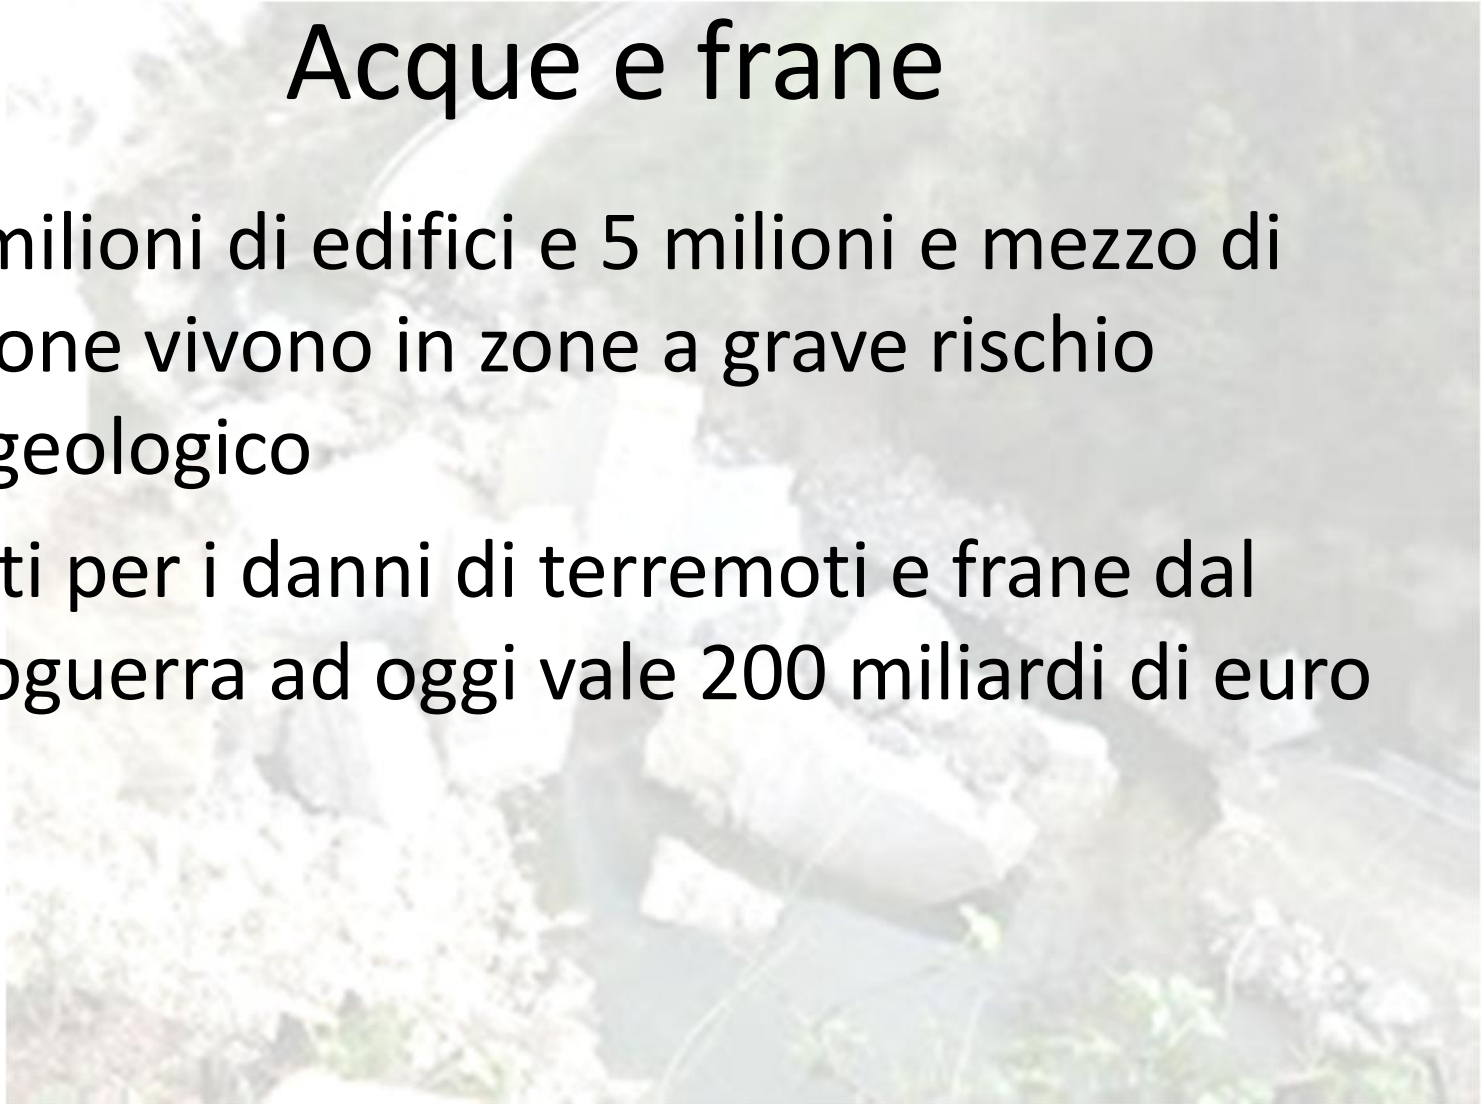 Acque e frane
milioni di edifici e 5 milioni e mezzo di
one vivono in zone a grave rischio
geologico
ti per i danni di terremoti e frane dal
oguerra ad oggi vale 200 miliardi di euro